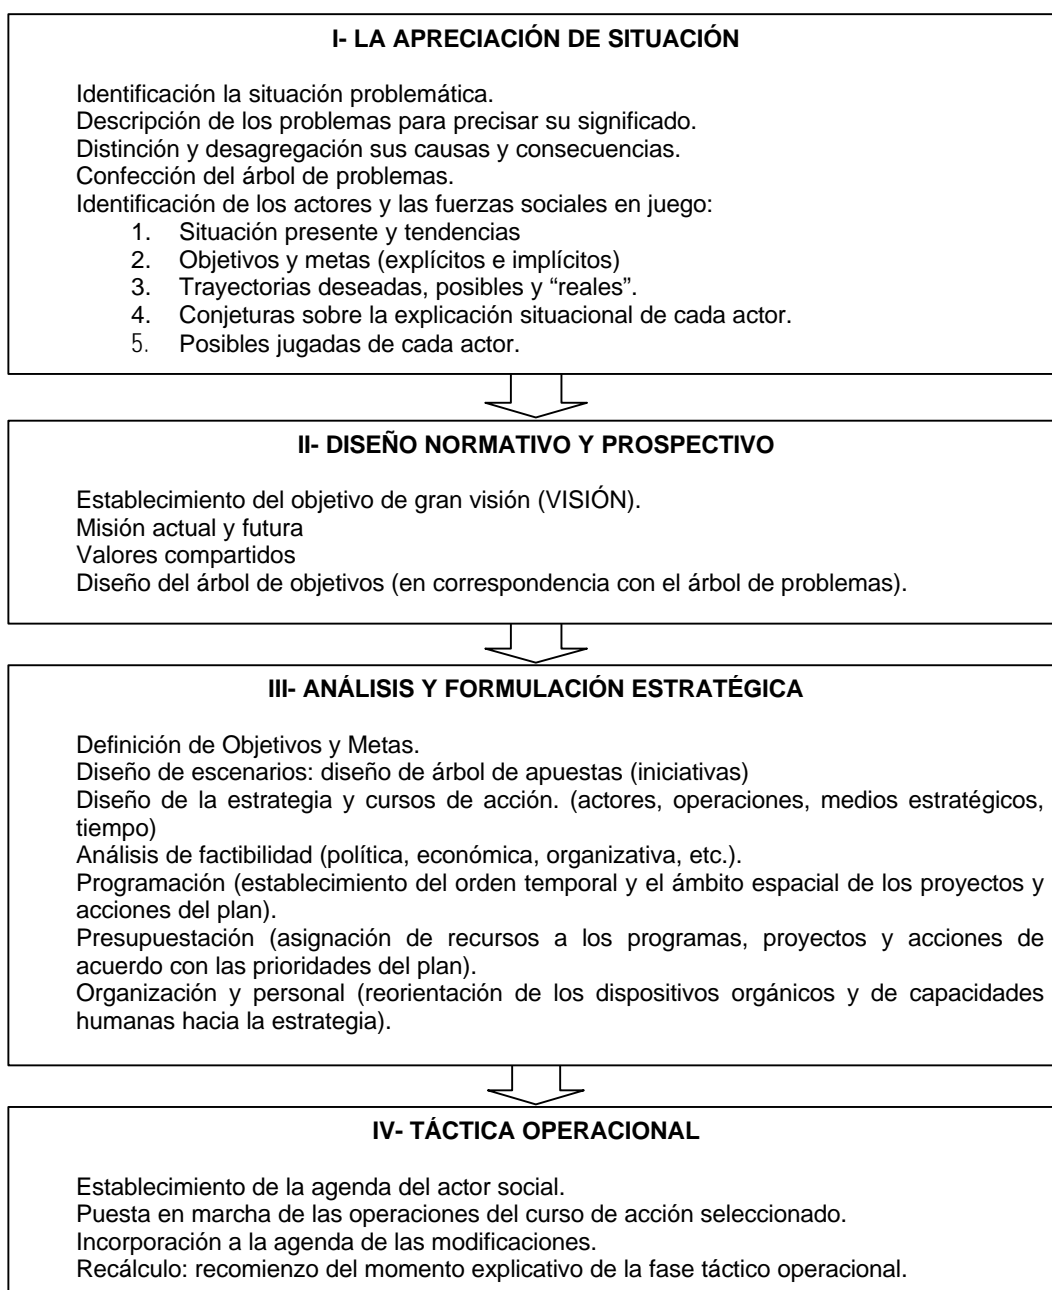 I- LA APRECIACIÓN DE SITUACIÓN
Identificación la situación problemática.
Descripción de los problemas para precisar su significado.
Distinción y desagregación sus causas y consecuencias.
Confección del árbol de problemas.
Identificación de los actores y las fuerzas sociales en juego:
1. Situación presente y tendencias
2. Objetivos y metas (explícitos e implícitos)
3. Trayectorias deseadas, posibles y “reales”.
4. Conjeturas sobre la explicación situacional de cada actor.
5. Posibles jugadas de cada actor.
II- DISEÑO NORMATIVO Y PROSPECTIVO
Establecimiento del objetivo de gran visión (VISIÓN).
Misión actual y futura
Valores compartidos
Diseño del árbol de objetivos (en correspondencia con el árbol de problemas).
III- ANÁLISIS Y FORMULACIÓN ESTRATÉGICA
Definición de Objetivos y Metas.
Diseño de escenarios: diseño de árbol de apuestas (iniciativas)
Diseño de la estrategia y cursos de acción. (actores, operaciones, medios estratégicos,
tiempo)
Análisis de factibilidad (política, económica, organizativa, etc.).
Programación (establecimiento del orden temporal y el ámbito espacial de los proyectos y
acciones del plan).
Presupuestación (asignación de recursos a los programas, proyectos y acciones de
acuerdo con las prioridades del plan).
Organización y personal (reorientación de los dispositivos orgánicos y de capacidades
humanas hacia la estrategia).
IV- TÁCTICA OPERACIONAL
Establecimiento de la agenda del actor social.
Puesta en marcha de las operaciones del curso de acción seleccionado.
Incorporación a la agenda de las modificaciones.
Recálculo: recomienzo del momento explicativo de la fase táctico operacional.